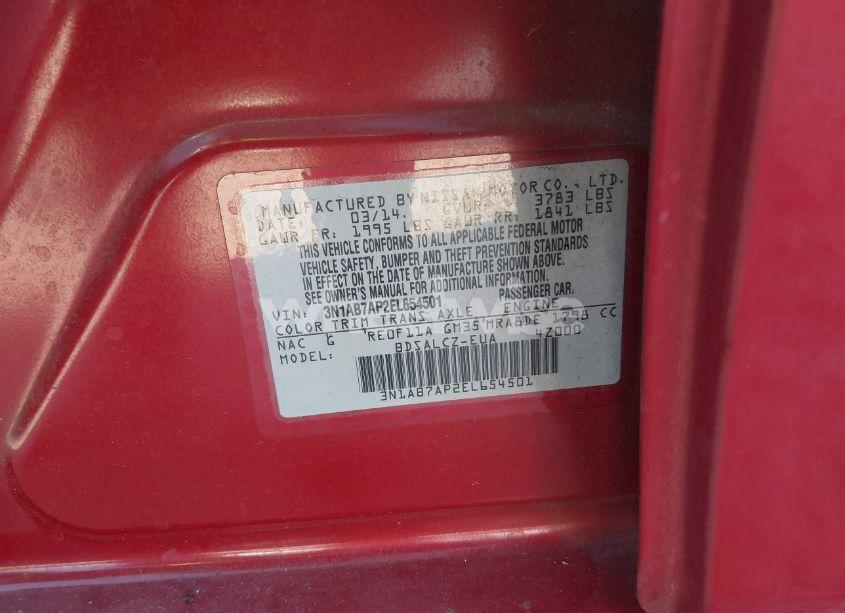 MANUFACTURED BY NISSAN MOTOR CO., LTD.
DATE: 03/14. GVWR: 3783 LBS
GAWR FR: 1995 LBS GAWR RR: 1841 LBS
THIS VEHICLE CONFORMS TO ALL APPLICABLE FEDERAL MOTOR
VEHICLE SAFETY, BUMPER AND THEFT PREVENTION STANDARDS
IN EFFECT ON THE DATE OF MANUFACTURE SHOWN ABOVE.
SEE OWNER'S MANUAL FOR ADDITIONAL INFORMATION.
VIN: 3N1AB7AP2EL654501 PASSENGER CAR.
COLOR TRIM TRANS AXLE ENGINE
NAC G RE0F11A GM35 MRA8DE 1798 CC
MODEL: BDSALCZ-EUA 4Z000
3N1AB7AP2EL654501